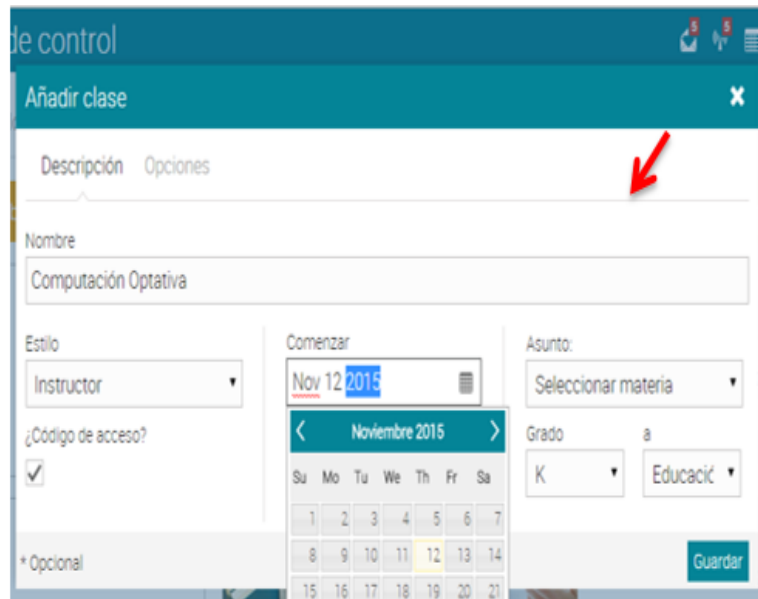 de control
5
5
Añadir clase
Descripción Opciones
Nombre
Computación Optativa
Estilo Comenzar Asunto:
Instructor Nov 12 2015 Seleccionar materia
¿Código de acceso? Noviembre 2015 Grado a
Su Mo Tu We Th Fr Sa K Educació
1 2 3 4 5 6 7
8 9 10 11 12 13 14
* Opcional Guardar
15 16 17 18 19 20 21